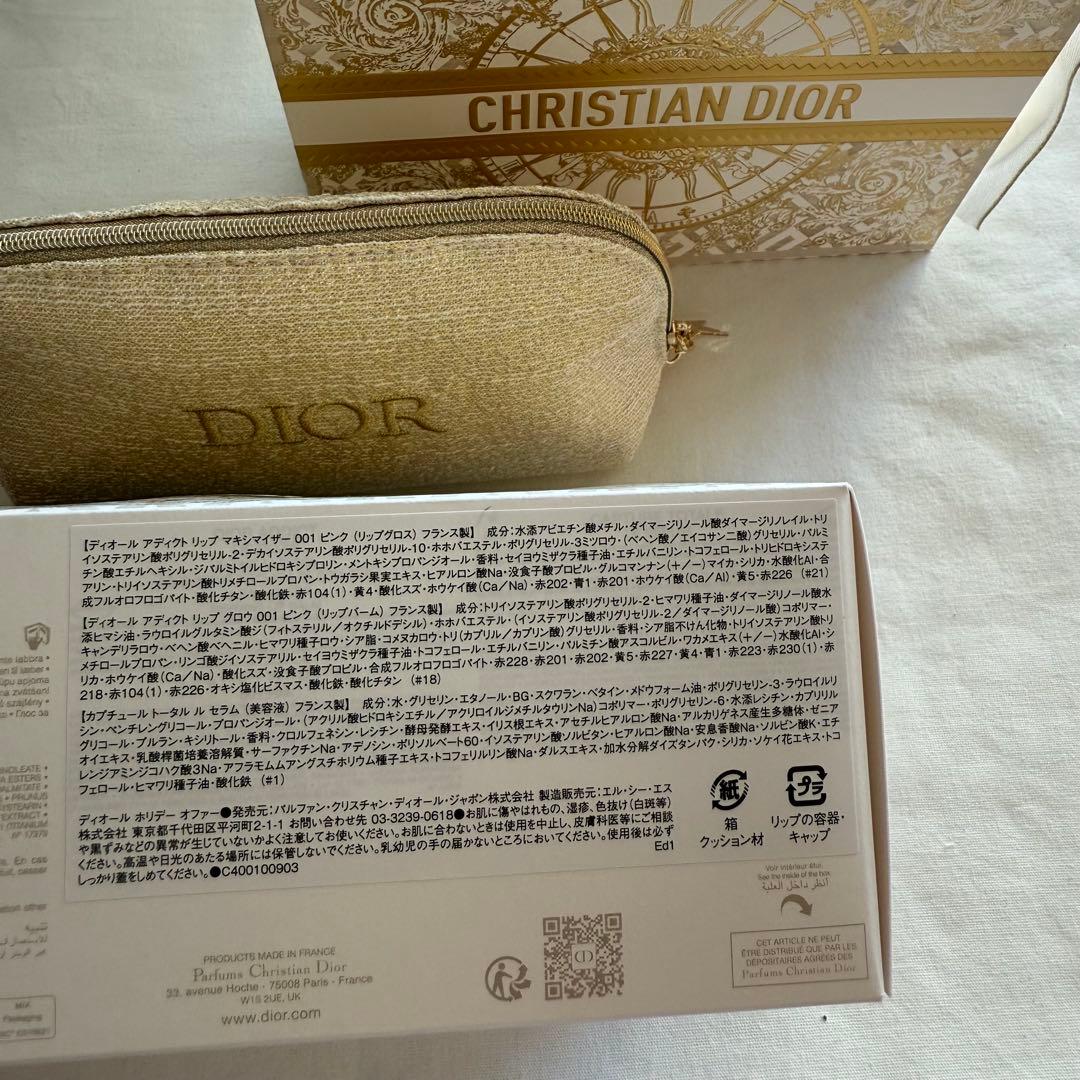 CHRISTIAN DIOR
DIOR
【ディオール アディクト リップ マキシマイザー 001 ピンク (リップグロス) フランス製】 成分:水添アビエチン酸メチル・ダイマージリノール酸ダイマージリノレイル・トリ
イソステアリン酸ポリグリセリル-2・デカイソステアリン酸ポリグリセリル-10・ホホバエステル・ポリグリセリル-3ミツロウ・(ベヘン酸/エイコサン二酸)グリセリル・パルミ
チン酸エチルヘキシル・ジパルミトイルヒドロキシプロリン・メントキシプロパンジオール・香料・セイヨウミザクラ種子油・エチルバニリン・トコフェロール・トリヒドロキシステ
アリン・トリイソステアリン酸トリメチロールプロパン・トウガラシ果実エキス・ヒアルロン酸Na・没食子酸プロピル・グルコマンナン(+/-)マイカ・シリカ・水酸化Al・合
成フルオロフロゴパイト・酸化チタン・酸化鉄・赤104(1)・黄4・酸化スズ・ホウケイ酸(Ca/Na)・赤202・青1・赤201・ホウケイ酸(Ca/Al)・黄5・赤226 (#21)
【ディオール アディクト リップ グロウ 001 ピンク (リップバーム) フランス製】 成分:トリイソステアリン酸ポリグリセリル-2・ヒマワリ種子油・ダイマージリノール酸水
添ヒマシ油・ラウロイルグルタミン酸ジ(フィトステリル/オクチルドデシル)・ホホバエステル・(イソステアリン酸ポリグリセリル-2/ダイマージリノール酸)コポリマー・
キャンデリラロウ・ベヘン酸ベヘニル・ヒマワリ種子ロウ・シア脂・コメヌカロウ・トリ(カプリル/カプリン酸)グリセリル・香料・シア脂不けん化物・トリイソステアリン酸トリ
メチロールプロパン・リンゴ酸ジイソステアリル・セイヨウミザクラ種子油・トコフェロール・エチルバニリン・パルミチン酸アスコルビル・ワカメエキス(+/-)水酸化Al・シ
リカ・ホウケイ酸(Ca/Na)・酸化スズ・没食子酸プロピル・合成フルオロフロゴパイト・赤228・赤201・赤202・黄5・赤227・黄4・青1・赤223・赤230(1)・赤
218・赤104(1)・赤226・オキシ塩化ビスマス・酸化鉄・酸化チタン (#18)
【カプチュール トータル ル セラム (美容液) フランス製】 成分:水・グリセリン・エタノール・BG・スクワラン・ベタイン・メドウフォーム油・ポリグリセリン-3・ラウロイルリ
シン・ペンチレングリコール・プロパンジオール・(アクリル酸ヒドロキシエチル/アクリロイルジメチルタウリンNa)コポリマー・ポリグリセリン-6・水添レシチン・カプリリル
グリコール・プルラン・キシリトール・香料・クロルフェネシン・レシチン・酵母発酵エキス・イリス根エキス・アセチルヒアルロン酸Na・アルカリゲネス産生多糖体・ゼニア
オイエキス・乳酸桿菌培養溶解質・サーファクチンNa・アデノシン・ポリソルベート60・イソステアリン酸ソルビタン・ヒアルロン酸Na・安息香酸Na・ソルビン酸K・エチ
レンジアミンジコハク酸3Na・アフラモムムアングスチホリウム種子エキス・トコフェリルリン酸Na・ダルスエキス・加水分解ダイズタンパク・シリカ・ソケイ花エキス・トコ
フェロール・ヒマワリ種子油・酸化鉄 (#1)
ディオール ホリデー オファー●発売元:パルファン・クリスチャン・ディオール・ジャポン株式会社 製造販売元:エル・シー・エス
株式会社 東京都千代田区平河町2-1-1 お問い合わせ先 03-3239-0618●お肌に傷やはれもの、湿疹、色抜け(白斑等)
や黒ずみなどの異常が生じていないかよく注意してお使いください。お肌に合わないときは使用を中止し、皮膚科医等にご相談
ください。高温や日光のあたる場所には保管しないでください。乳幼児の手の届かないところにおいてください。使用後は必ず
しっかり蓋をしめてください。●C400100903
Ed1
紙
箱
クッション材
プラ
リップの容器・
キャップ
Voir intérieur étui.
See the inside of the box
أنظر داخل العلبة
PRODUCTS MADE IN FRANCE
Parfums Christian Dior
33, avenue Hoche - 75008 Paris - France
W1S 2UE, UK
www.dior.com
CET ARTICLE NE PEUT
ÊTRE DISTRIBUÉ QUE PAR LES
DÉPOSITAIRES AGRÉÉS DES
Parfums Christian Dior